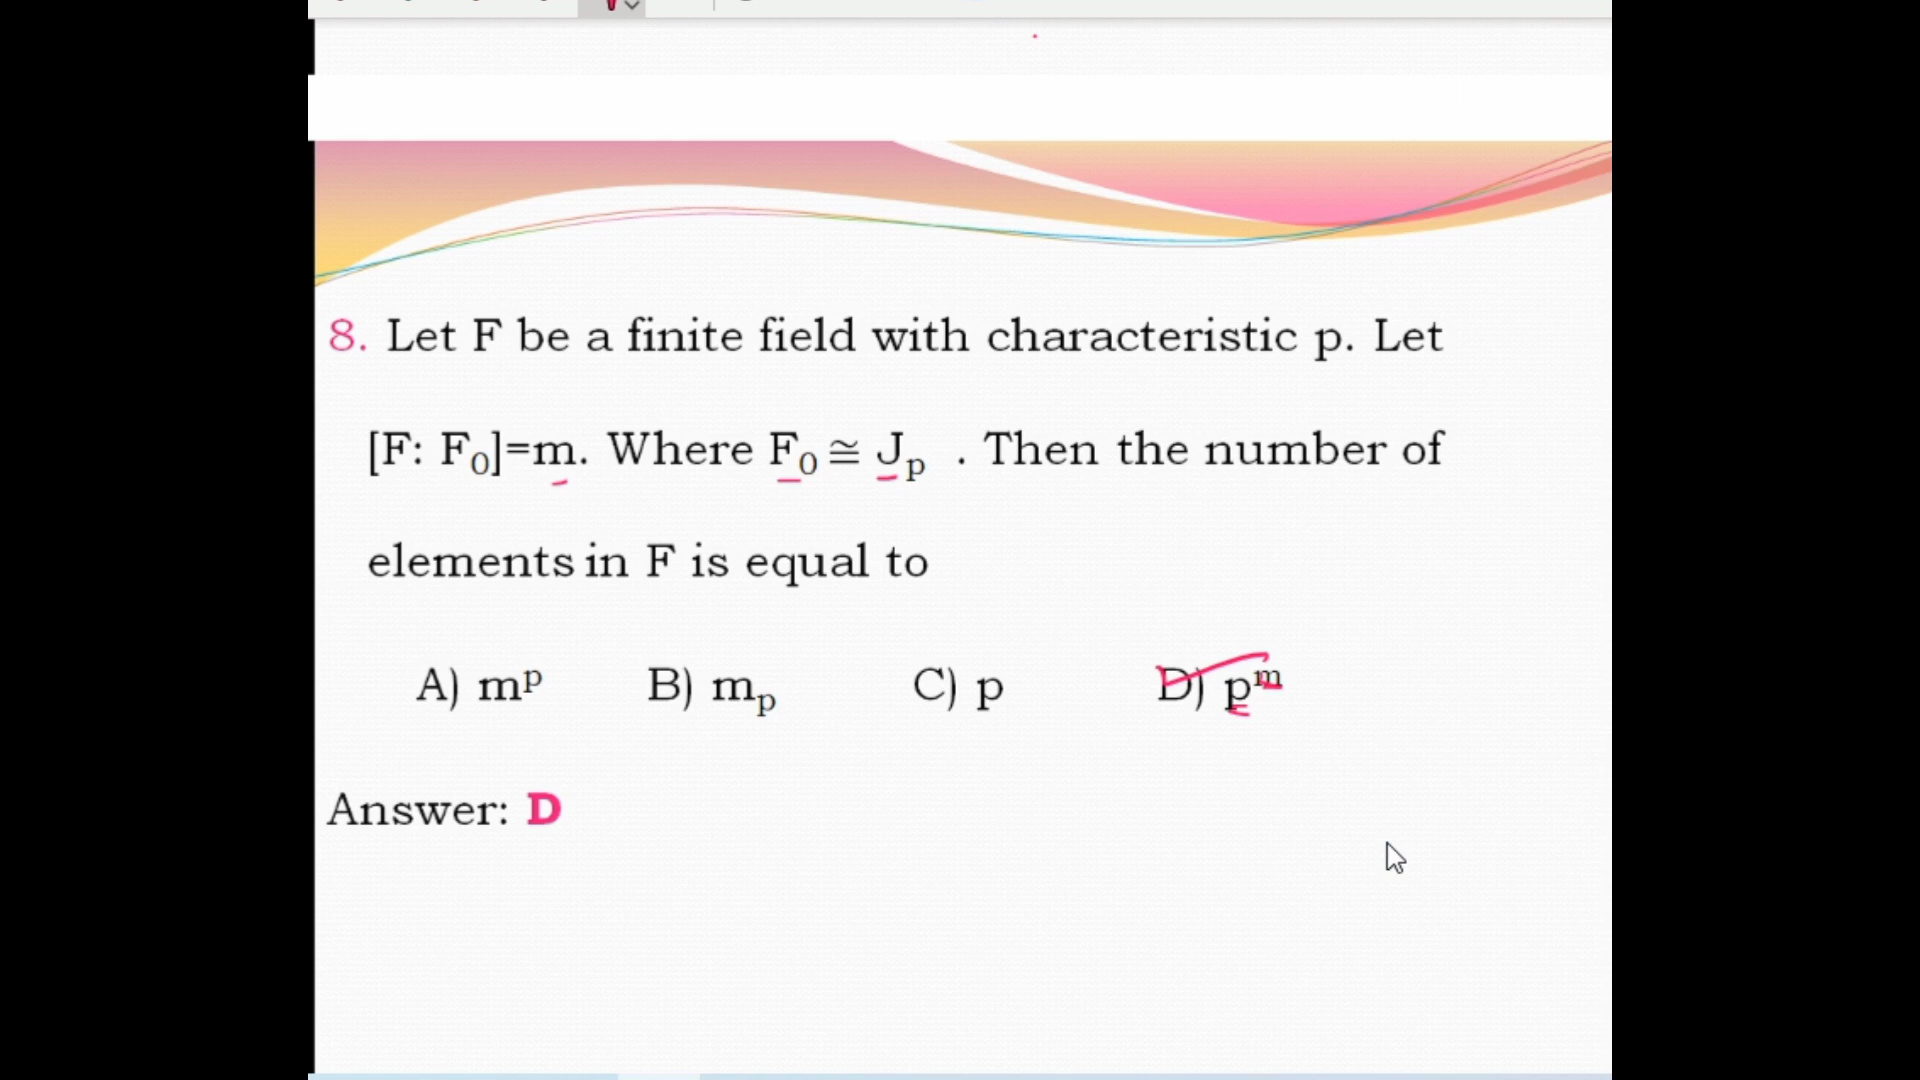 8. Let F be a finite field with characteristic p. Let
[F: F₀]=m. Where F₀ ≅ Jₚ . Then the number of
elements in F is equal to
A) mᵖ B) mₚ C) p D) pᵐ
Answer: D